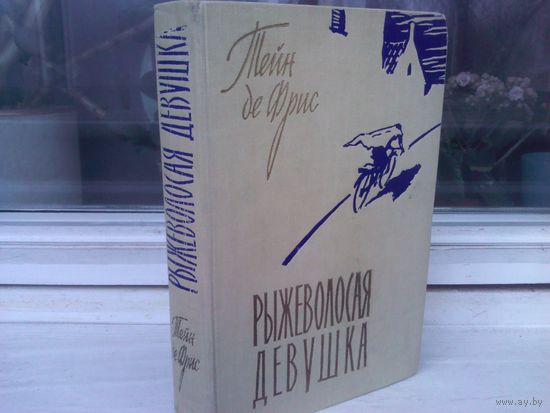 РЫЖЕВОЛОСАЯ ДЕВУШКА
Тейн
де Фрис
Тейн
де Фрис
РЫЖЕВОЛОСАЯ
ДЕВУШКА
www.ay.by